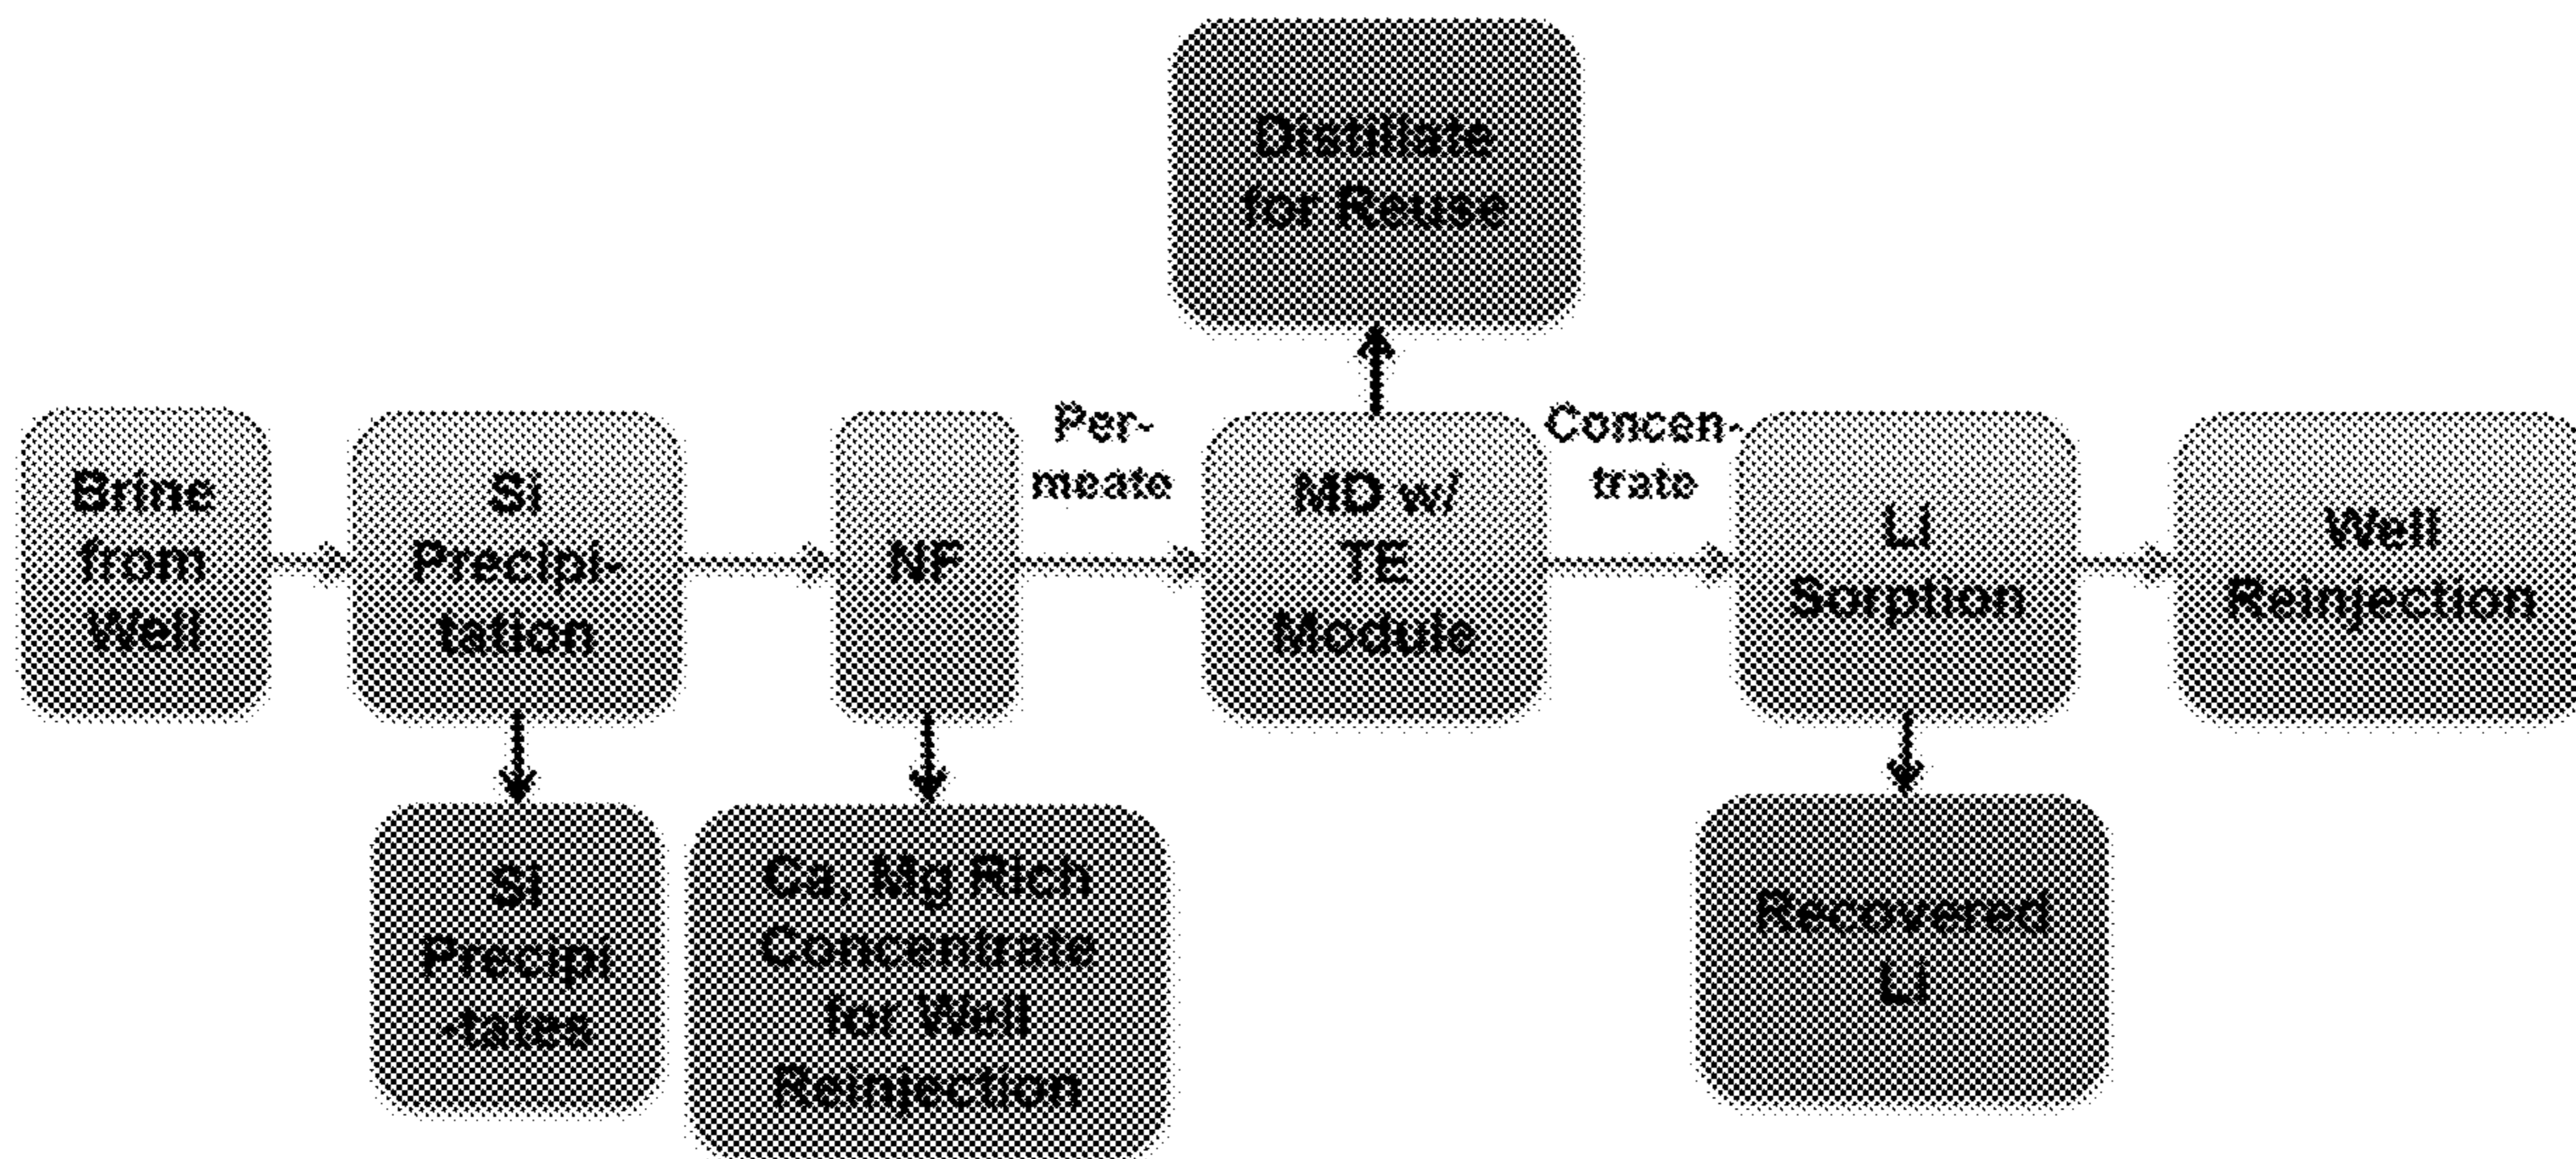 Distillate
for Reuse
Brine
from
Well
Si
Precipi-
tation
NF
Per-
meate
MD w/
TE
Module
Concen-
trate
Li
Sorption
Well
Reinjection
Si
Precipi
-tates
Ca, Mg Rich
Concentrate
for Well
Reinjection
Recovered
Li